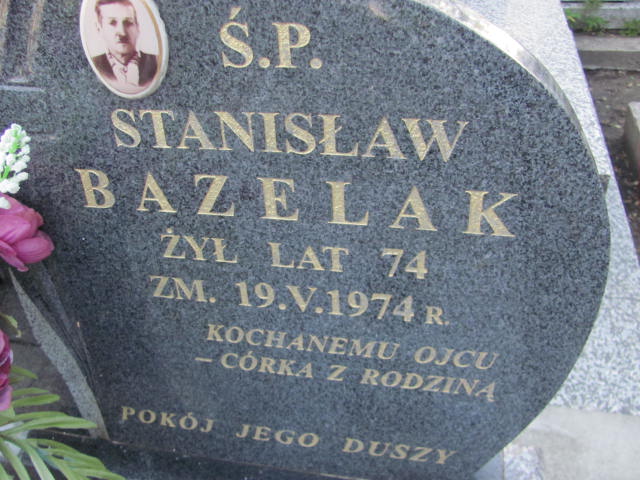 Ś.P.
STANISŁAW
BAZELAK
ŻYŁ LAT 74
ZM. 19.V.1974 R.
KOCHANEMU OJCU
– CÓRKA Z RODZINĄ
POKÓJ JEGO DUSZY